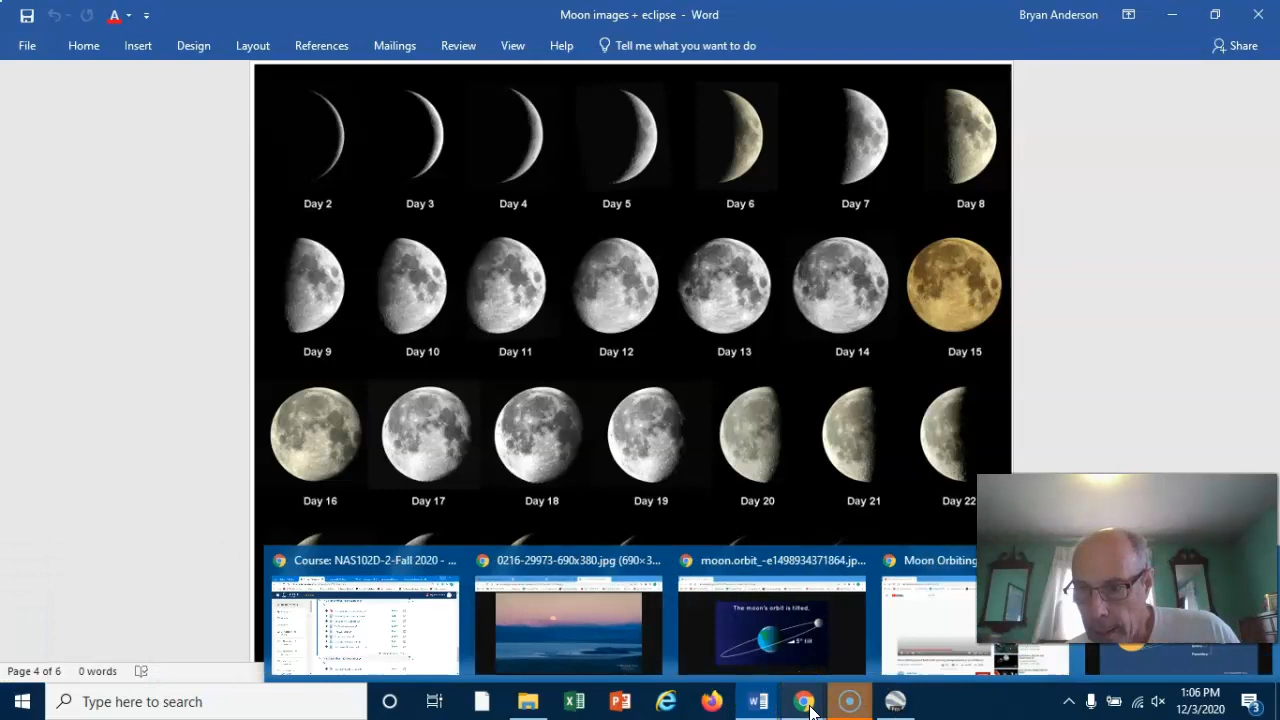 Moon images + eclipse - Word
Bryan Anderson
File Home Insert Design Layout References Mailings Review View Help Tell me what you want to do Share
Day 2 Day 3 Day 4 Day 5 Day 6 Day 7 Day 8
Day 9 Day 10 Day 11 Day 12 Day 13 Day 14 Day 15
Day 16 Day 17 Day 18 Day 19 Day 20 Day 21 Day 22
Course: NAS102D-2-Fall 2020 - ...
0216-29973-690x380.jpg (690×3...
moon.orbit_-e1498934371864.jp...
Moon Orbiting
The moon's orbit is tilted.
5° tilt
Page 4 of
0 words
Type here to search
1:06 PM
12/3/2020
3